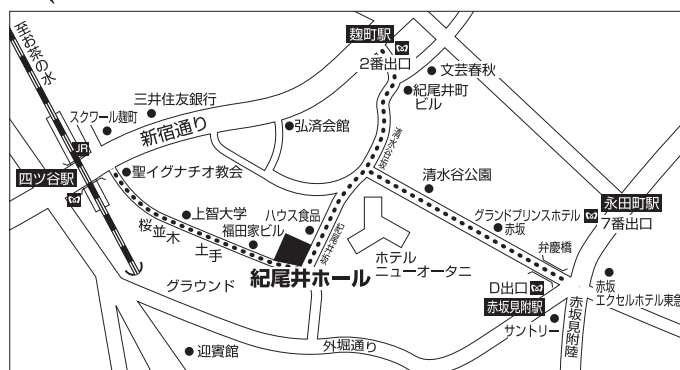 至お茶の水
麹町駅
2番出口
文芸春秋
紀尾井町
ビル
三井住友銀行
スクワール麹町
新宿通り
弘済会館
清水谷坂
JR
四ツ谷駅
聖イグナチオ教会
清水谷公園
永田町駅
7番出口
上智大学
ハウス食品
福田家ビル
桜並木
土手
紀尾井坂
グランドプリンスホテル
赤坂
弁慶橋
ホテル
ニューオータニ
紀尾井ホール
グラウンド
D出口
赤坂見附駅
赤坂
エクセルホテル東急
サントリー
赤坂見附陸
外堀通り
迎賓館